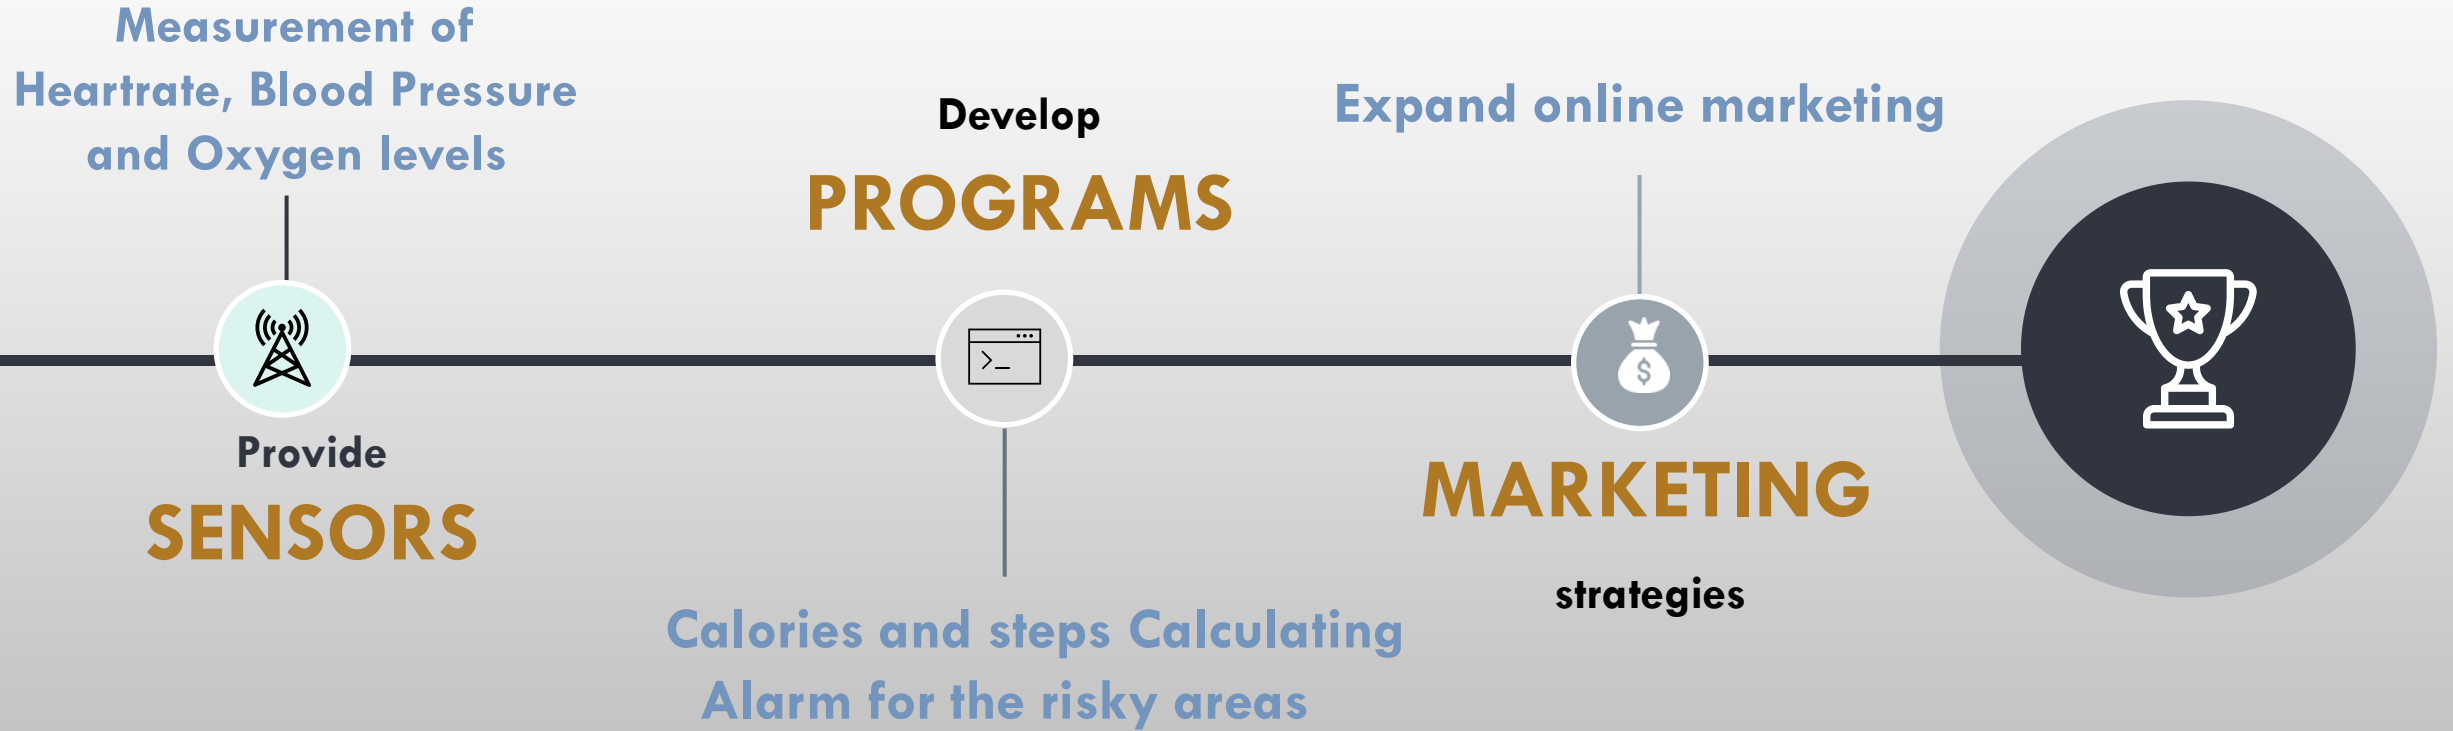 Measurement of
Heartrate, Blood Pressure
and Oxygen levels
Provide
SENSORS
Develop
PROGRAMS
>_
Calories and steps Calculating
Alarm for the risky areas
Expand online marketing
$
MARKETING
strategies